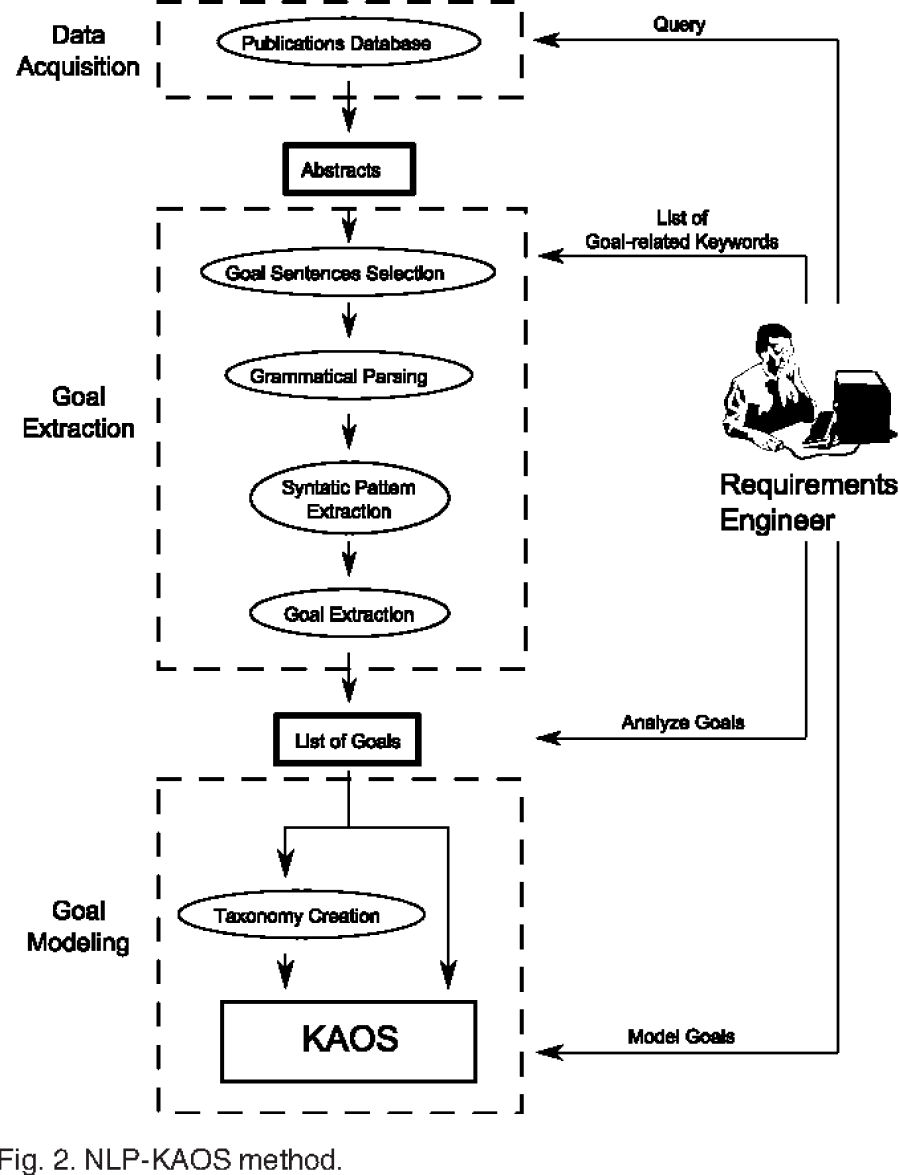 Data
Acquisition
Publications Database
Query
Abstracts
List of
Goal-related Keywords
Goal Sentences Selection
Grammatical Parsing
Goal
Extraction
Syntatic Pattern
Extraction
Requirements
Engineer
Goal Extraction
List of Goals
Analyze Goals
Goal
Modeling
Taxonomy Creation
KAOS
Model Goals
Fig. 2. NLP-KAOS method.